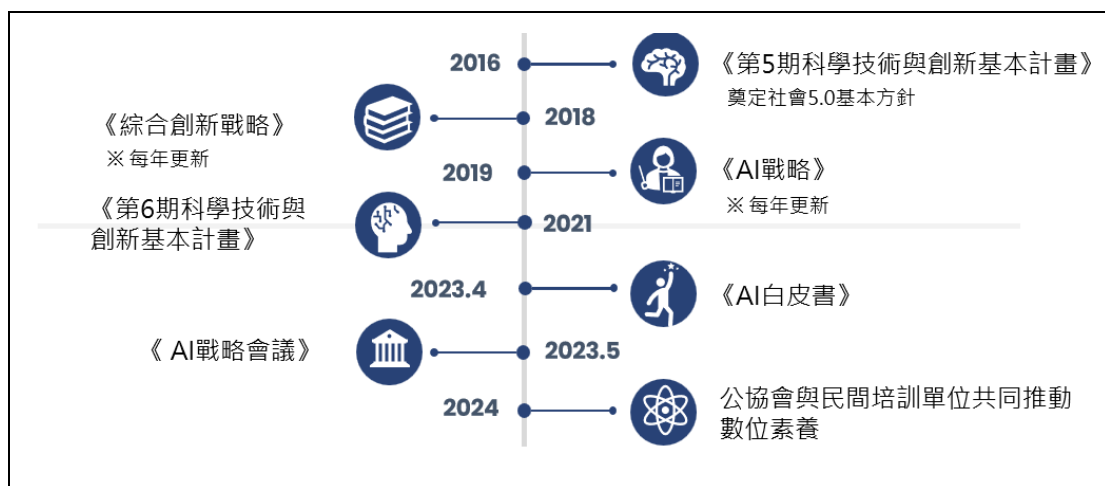 2016
《第5期科學技術與創新基本計畫》
奠定社會5.0基本方針
2018
《綜合創新戰略》
※ 每年更新
2019
《AI戰略》
※ 每年更新
2021
《第6期科學技術與
創新基本計畫》
2023.4
《AI白皮書》
2023.5
《 AI戰略會議》
2024
公協會與民間培訓單位共同推動
數位素養